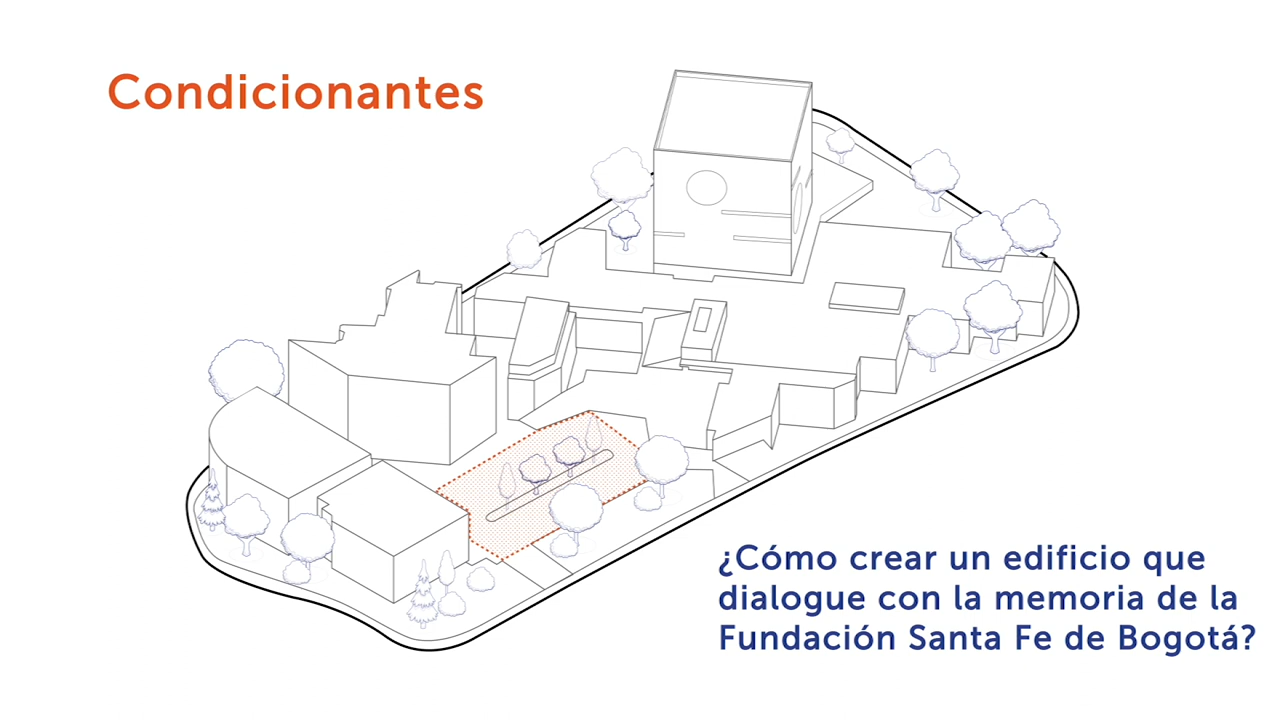 Condicionantes
¿Cómo crear un edificio que
dialogue con la memoria de la
Fundación Santa Fe de Bogotá?